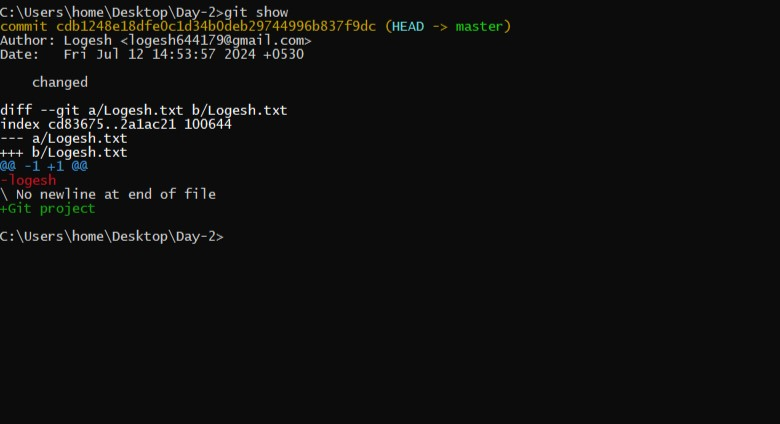 C:\Users\home\Desktop\Day-2>git show
commit cdb1248e18dfe0c1d34b0deb29744996b837f9dc (HEAD -> master)
Author: Logesh <logesh644179@gmail.com>
Date:   Fri Jul 12 14:53:57 2024 +0530
    changed
diff --git a/Logesh.txt b/Logesh.txt
index cd83675..2a1ac21 100644
--- a/Logesh.txt
+++ b/Logesh.txt
@@ -1 +1 @@
-logesh
\ No newline at end of file
+Git project
C:\Users\home\Desktop\Day-2>